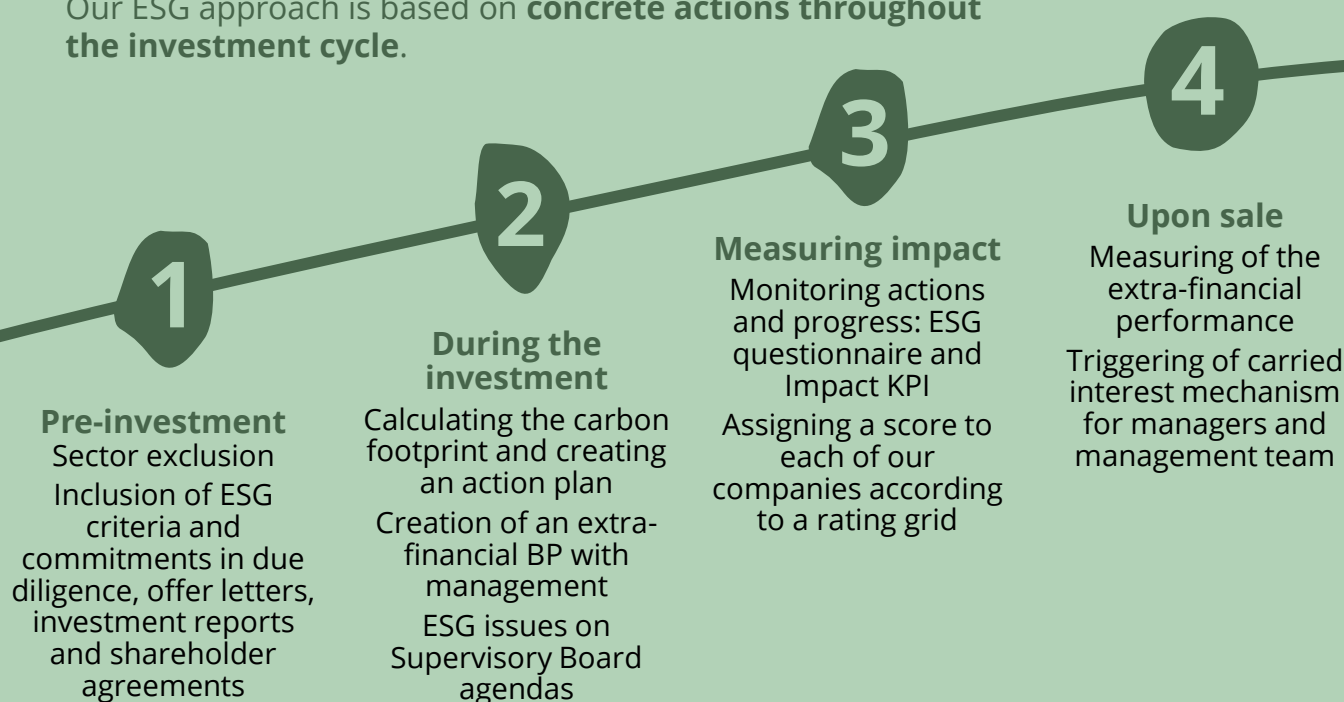 Our ESG approach is based on concrete actions throughout
the investment cycle.
1
Pre-investment
Sector exclusion
Inclusion of ESG
criteria and
commitments in due
diligence, offer letters,
investment reports
and shareholder
agreements
2
During the
investment
Calculating the carbon
footprint and creating
an action plan
Creation of an extra-
financial BP with
management
ESG issues on
Supervisory Board
agendas
3
Measuring impact
Monitoring actions
and progress: ESG
questionnaire and
Impact KPI
Assigning a score to
each of our
companies according
to a rating grid
4
Upon sale
Measuring of the
extra-financial
performance
Triggering of carried
interest mechanism
for managers and
management team